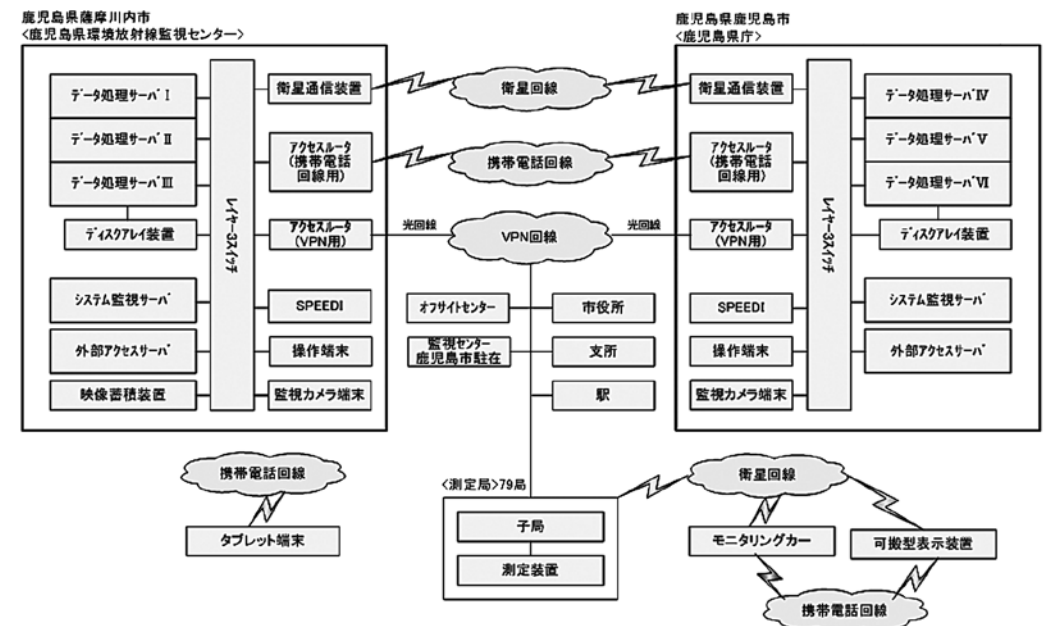 鹿児島県薩摩川内市
<鹿児島県環境放射線監視センター>
データ処理サーバⅠ
データ処理サーバⅡ
データ処理サーバⅢ
ディスクアレイ装置
システム監視サーバ
外部アクセスサーバ
映像蓄積装置
レイヤー3スイッチ
衛星通信装置
アクセスルータ
(携帯電話
回線用)
アクセスルータ
(VPN用)
SPEEDI
操作端末
監視カメラ端末
衛星回線
携帯電話回線
光回線
VPN回線
光回線
オフサイトセンター
市役所
監視センター
鹿児島市駐在
支所
駅
鹿児島県鹿児島市
<鹿児島県庁>
衛星通信装置
アクセスルータ
(携帯電話
回線用)
アクセスルータ
(VPN用)
SPEEDI
操作端末
監視カメラ端末
レイヤー3スイッチ
データ処理サーバⅣ
データ処理サーバⅤ
データ処理サーバⅥ
ディスクアレイ装置
システム監視サーバ
外部アクセスサーバ
携帯電話回線
タブレット端末
<測定局>79局
子局
測定装置
衛星回線
モニタリングカー
可搬型表示装置
携帯電話回線